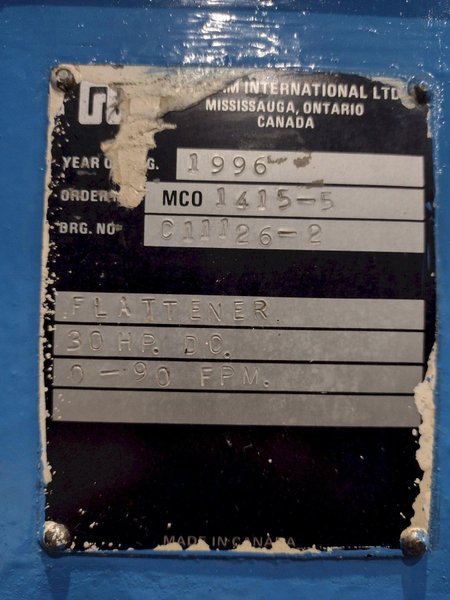 INTERNATIONAL LTD
MISSISSAUGA, ONTARIO
CANADA
YEAR G. 1996
ORDER MCO 1415-5
DRG. NO C11126-2
FLATTENER
30 HP. DC.
0-90 FPM.
MADE IN CANADA